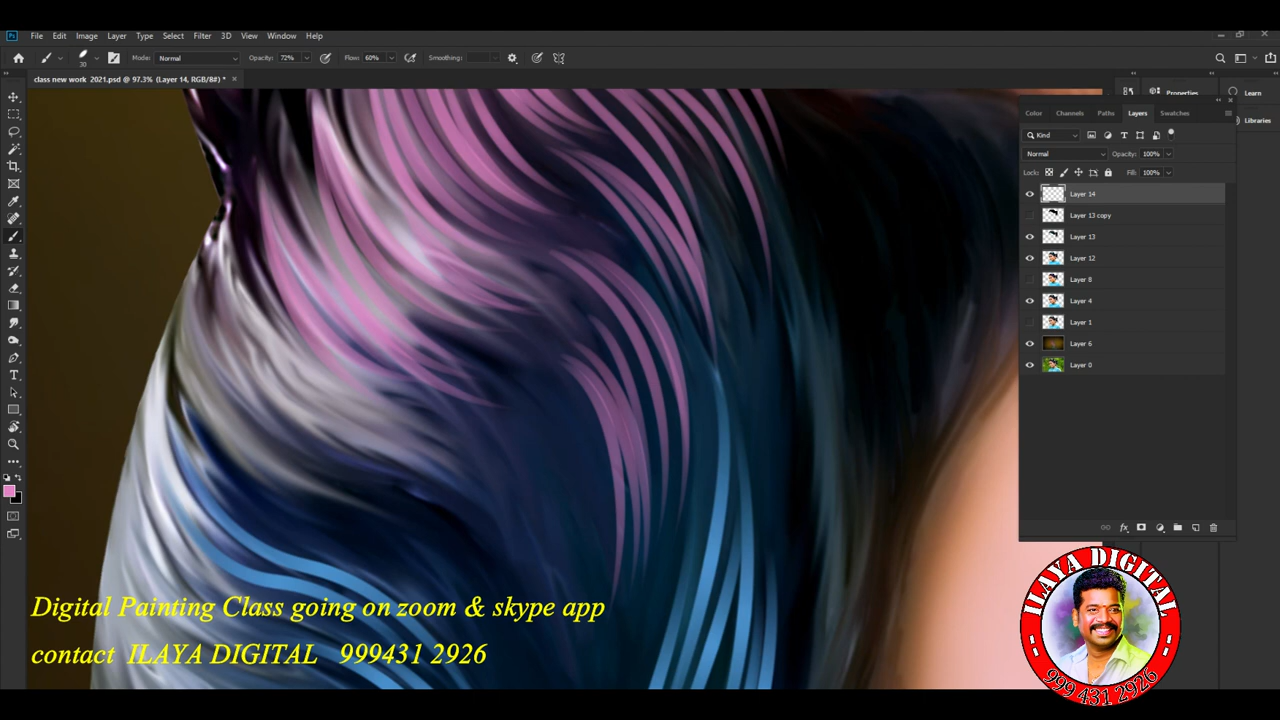 File Edit Image Layer Type Select Filter 3D View Window Help
30 Mode: Normal Opacity: 72% Flow: 60% Smoothing:
class new work 2021.psd @ 97.3% (Layer 14, RGB/8#) * ×
Properties Learn
Libraries
Color Channels Paths Layers Swatches
Kind
Normal Opacity: 100%
Lock: Fill: 100%
Layer 14
Layer 13 copy
Layer 13
Layer 12
Layer 8
Layer 4
Layer 1
Layer 6
Layer 0
fx
Digital Painting Class going on zoom & skype app
contact ILAYA DIGITAL 999431 2926
ILAYA DIGITAL
999 431 2926